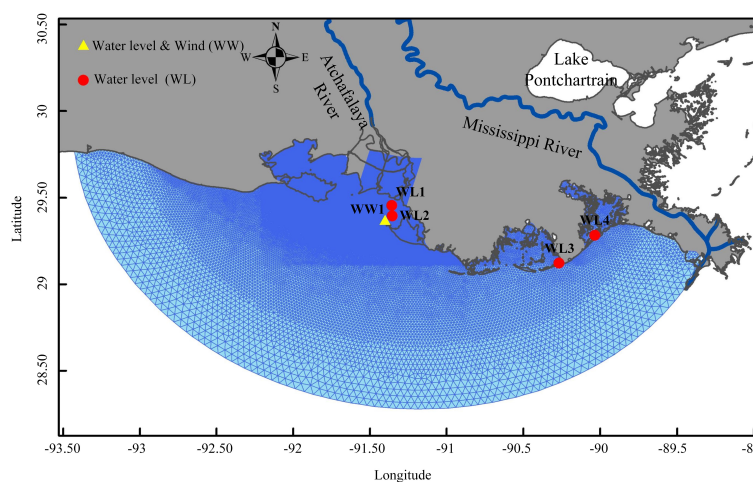 30.50
30
29.50
29
28.50
Latitude
Water level & Wind (WW)
Water level (WL)
N
W
E
S
Atchafalaya
River
Lake
Pontchartrain
Mississippi River
WL1
WW1
WL2
WL4
WL3
-93.50
-93
-92.50
-92
-91.50
-91
-90.50
-90
-89.5
-8
Longitude